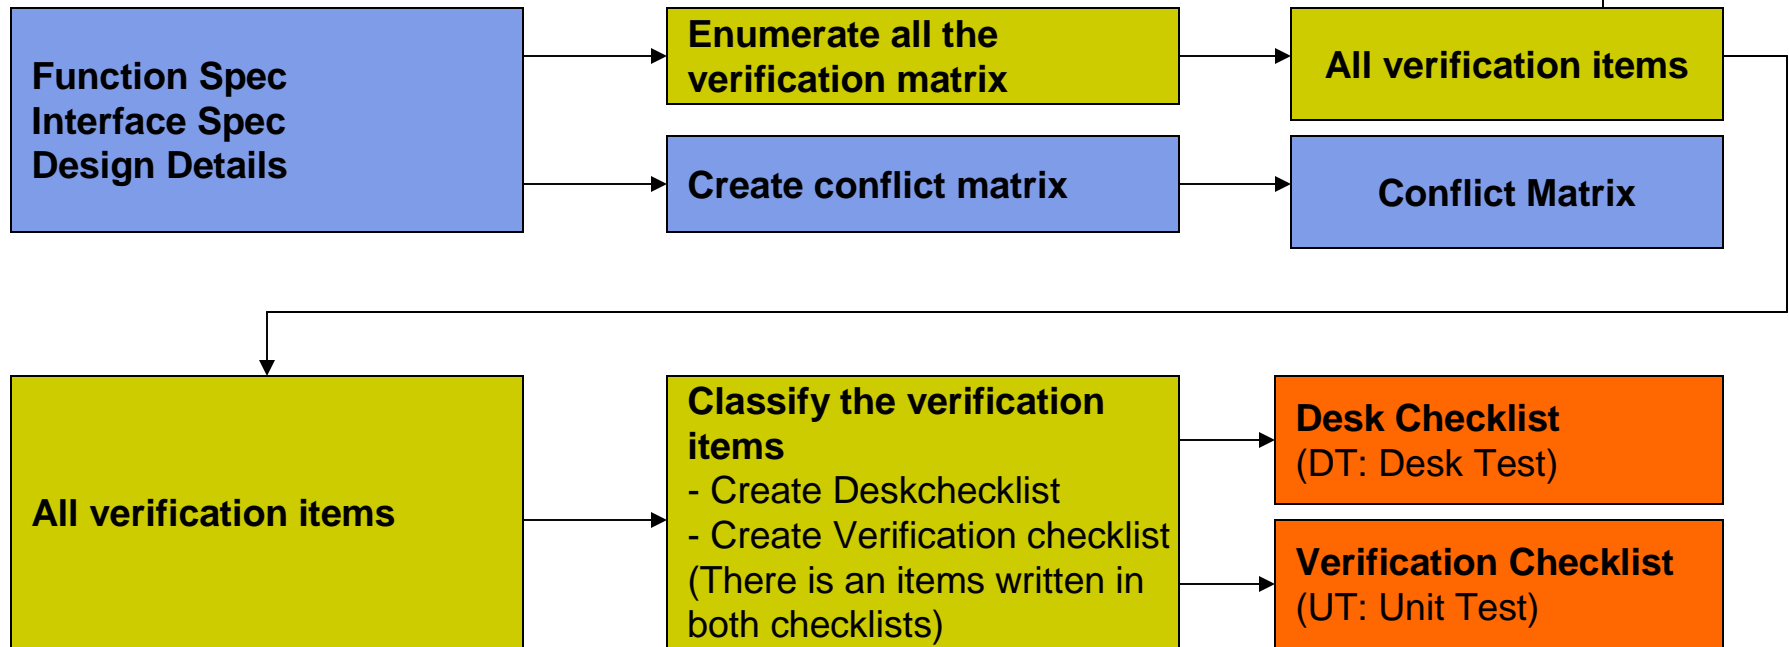 Function Spec
Interface Spec
Design Details
Enumerate all the
verification matrix
All verification items
Create conflict matrix
Conflict Matrix
All verification items
Classify the verification
items
- Create Deskchecklist
- Create Verification checklist
(There is an items written in
both checklists)
Desk Checklist
(DT: Desk Test)
Verification Checklist
(UT: Unit Test)